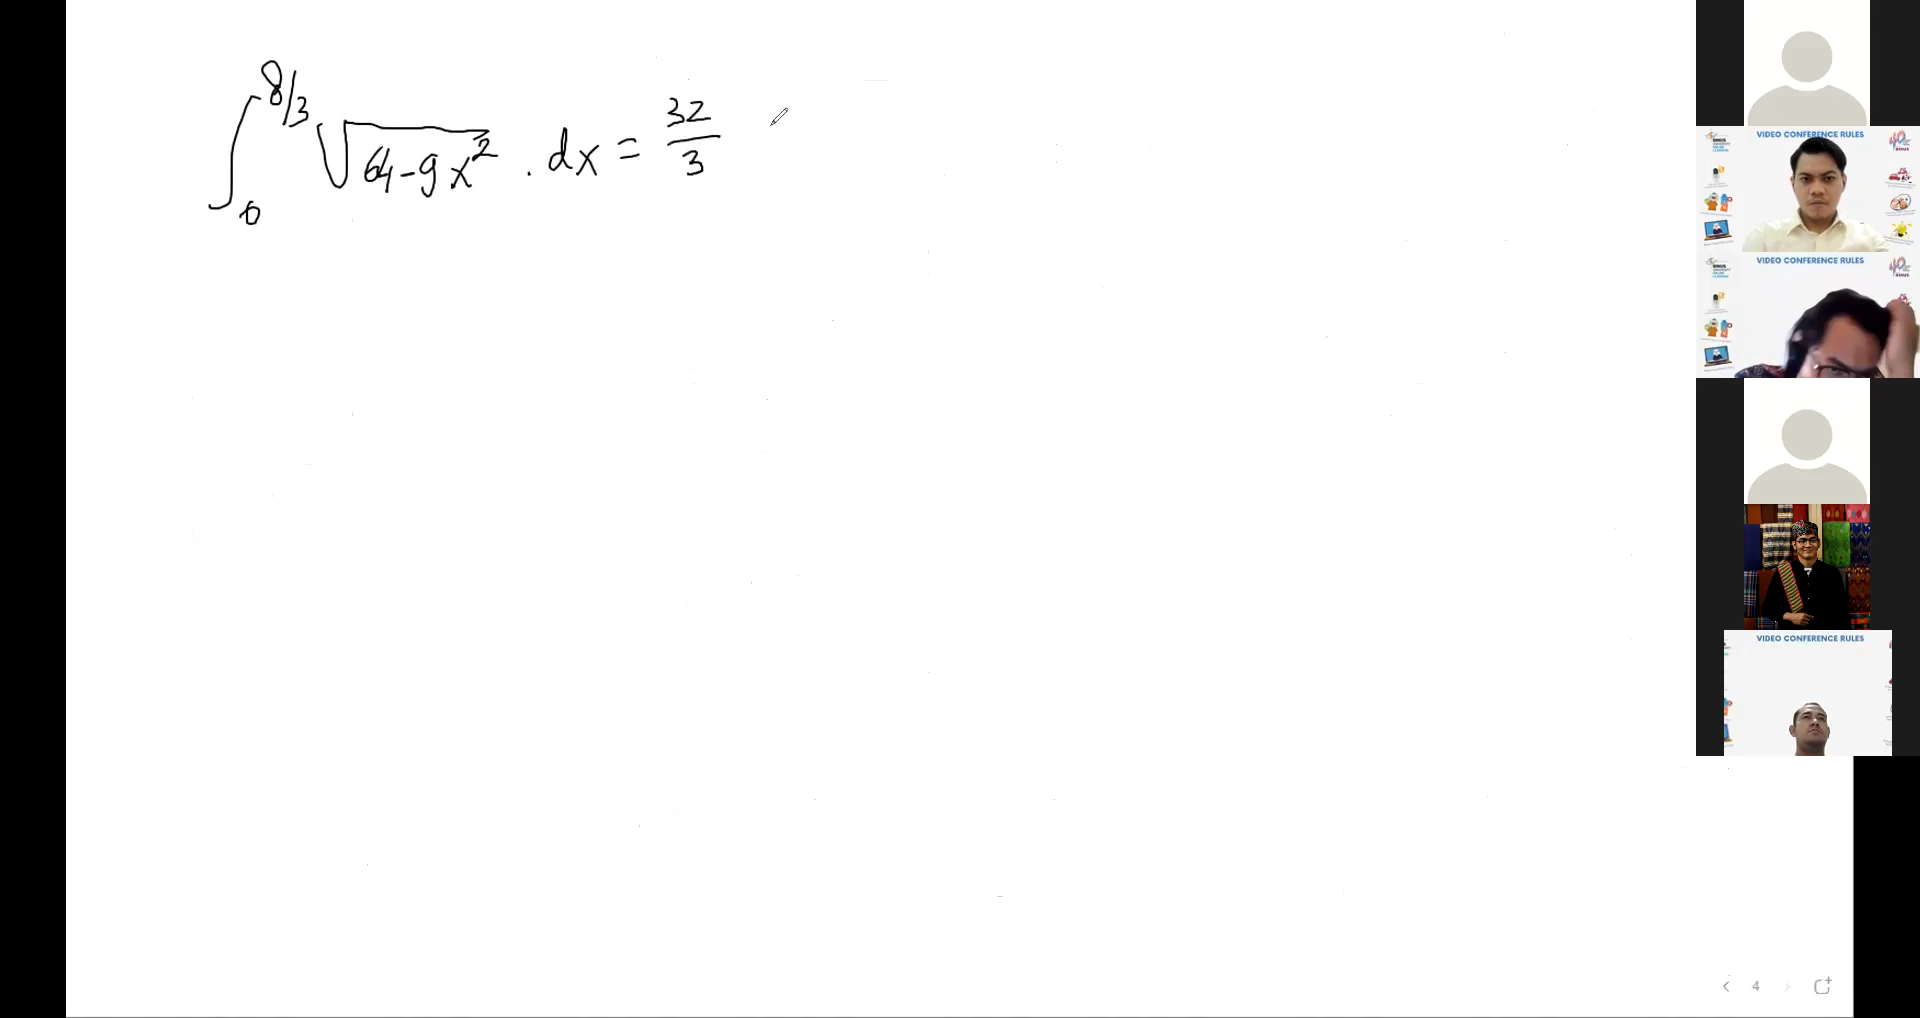 ∫₀^{8/3} √(64-9x²) . dx = 32/3
VIDEO CONFERENCE RULES
VIDEO CONFERENCE RULES
VIDEO CONFERENCE RULES
4